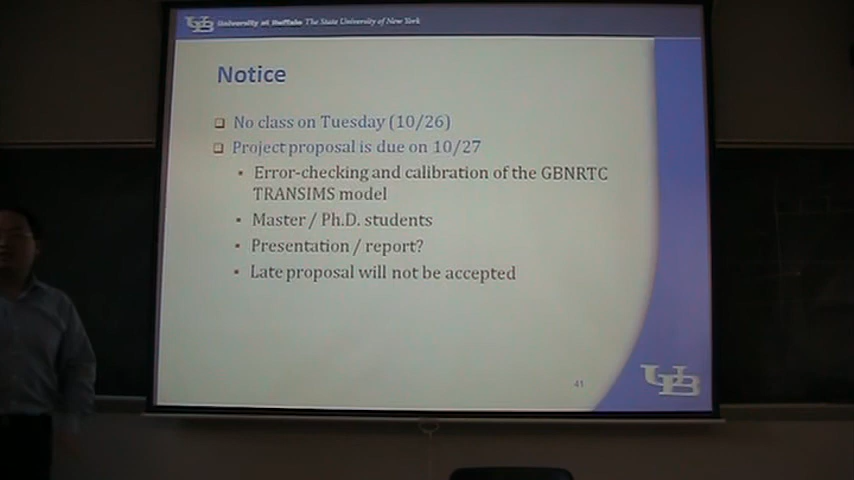 UB University at Buffalo The State University of New York
Notice
No class on Tuesday (10/26)
Project proposal is due on 10/27
Error-checking and calibration of the GBNRTC
TRANSIMS model
Master / Ph.D. students
Presentation / report?
Late proposal will not be accepted
41
UB